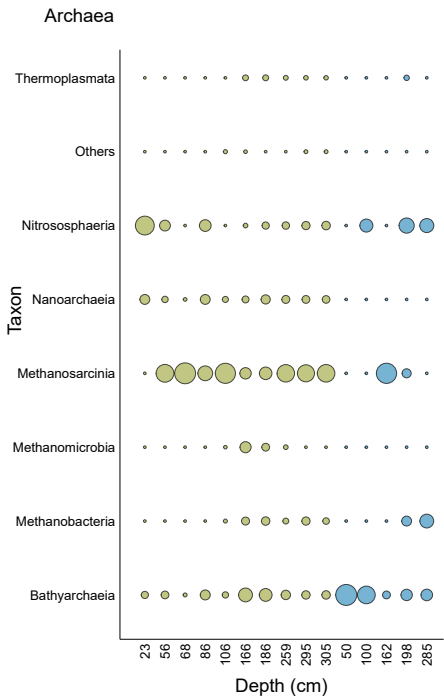 Archaea
Taxon
Thermoplasmata
Others
Nitrososphaeria
Nanoarchaeia
Methanosarcinia
Methanomicrobia
Methanobacteria
Bathyarchaeia
23 56 68 86 106 166 186 259 295 305 50 100 162 198 285
Depth (cm)